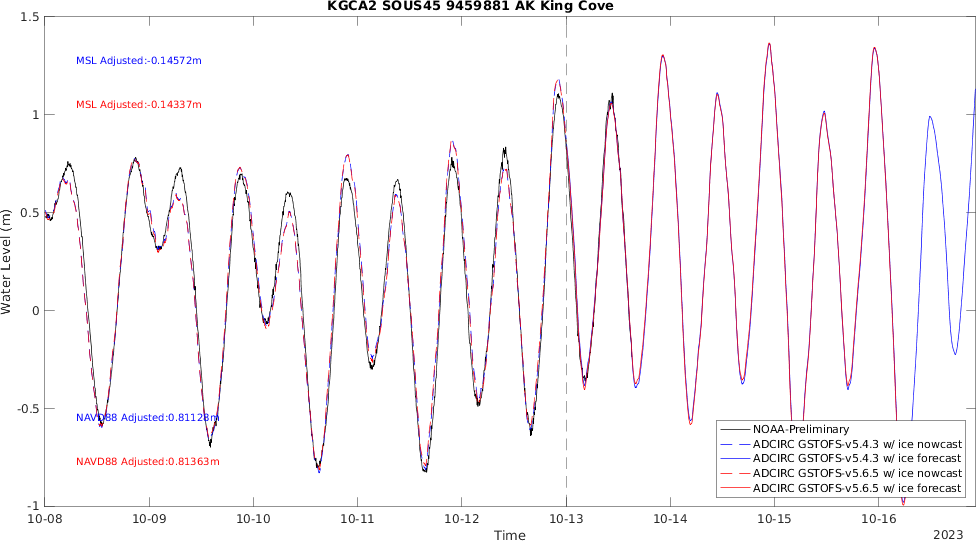 KGCA2 SOUS45 9459881 AK King Cove
1.5
1
0.5
0
-0.5
-1
Water Level (m)
MSL Adjusted:-0.14572m
MSL Adjusted:-0.14337m
NAVD88 Adjusted:0.81128m
NAVD88 Adjusted:0.81363m
NOAA-Preliminary
ADCIRC GSTOFS-v5.4.3 w/ ice nowcast
ADCIRC GSTOFS-v5.4.3 w/ ice forecast
ADCIRC GSTOFS-v5.6.5 w/ ice nowcast
ADCIRC GSTOFS-v5.6.5 w/ ice forecast
10-08 10-09 10-10 10-11 10-12 10-13 10-14 10-15 10-16
Time
2023